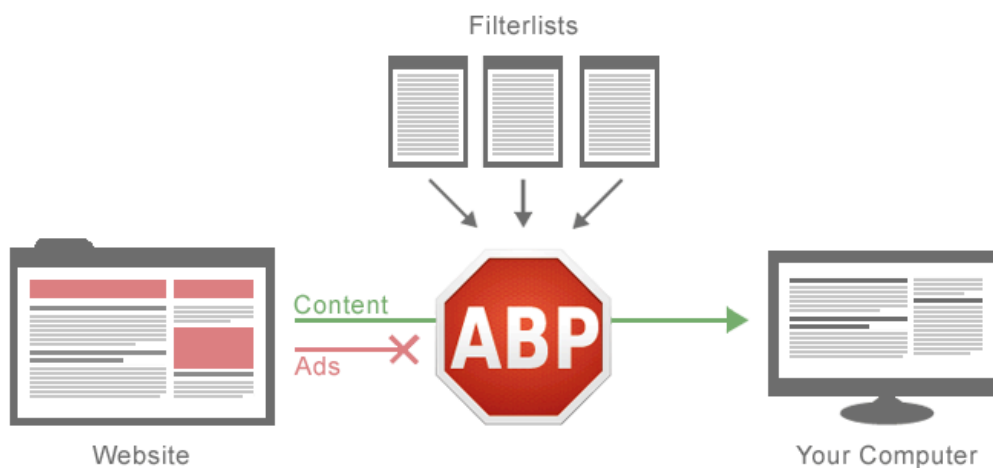 Filterlists
Content
ABP
Ads
Website
Your Computer